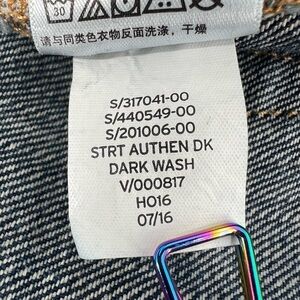 30
请与同类色衣物反面洗涤，干燥
S/317041-00
S/440549-00
S/201006-00
STRT AUTHEN DK
DARK WASH
V/000817
HO16
07/16